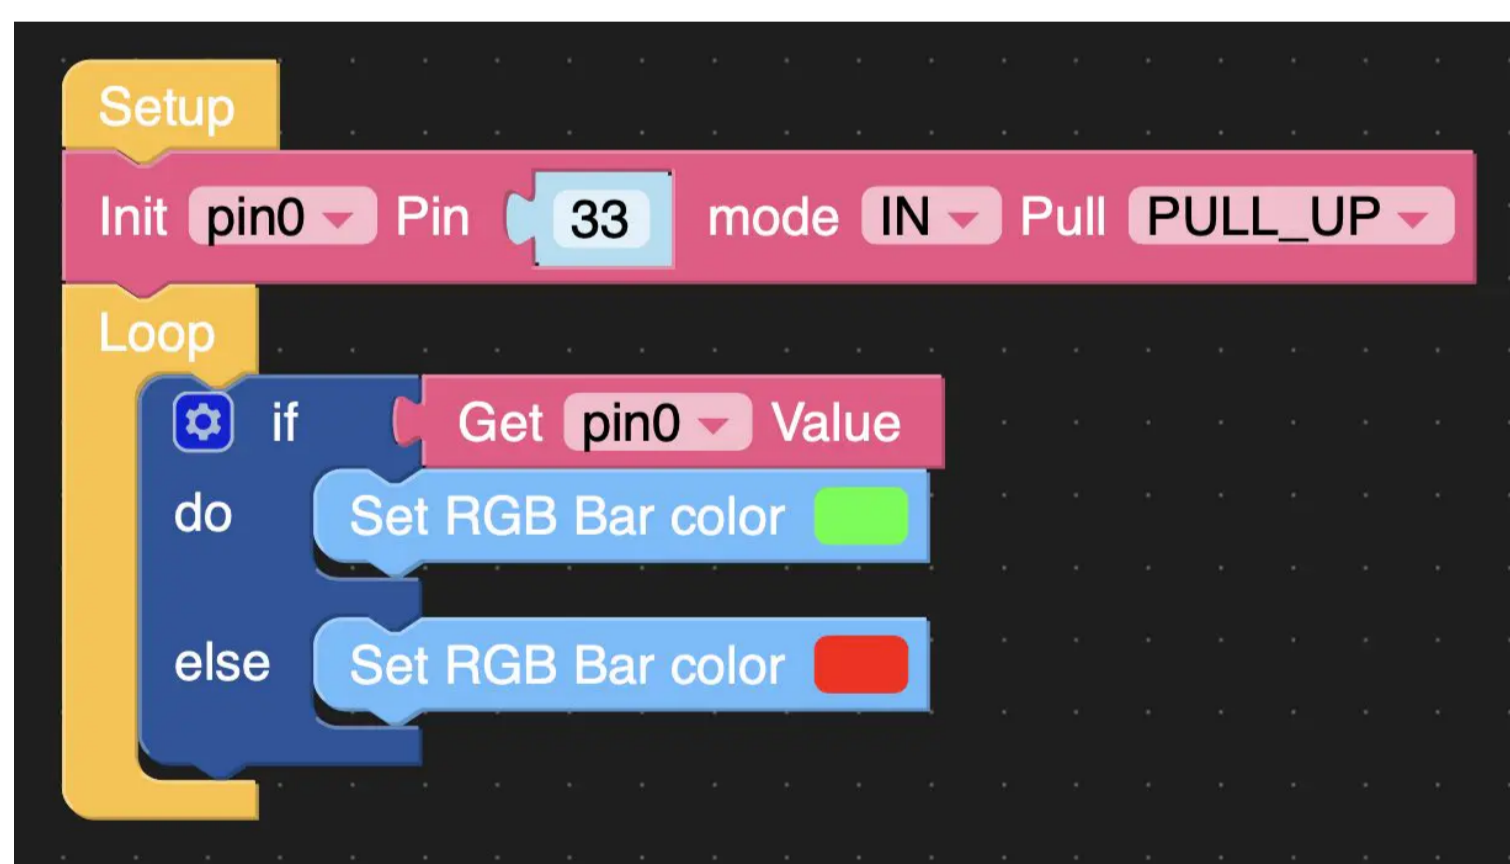 Setup
Init pin0 Pin 33 mode IN Pull PULL_UP
Loop
if Get pin0 Value
do Set RGB Bar color
else Set RGB Bar color